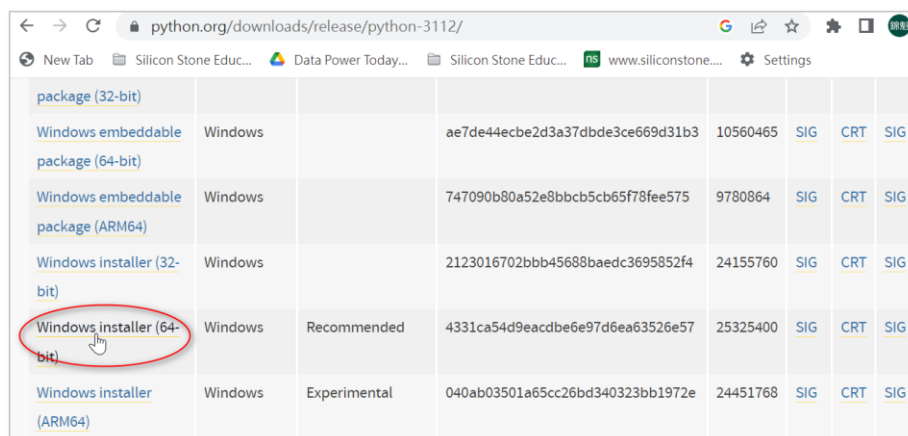 python.org/downloads/release/python-3112/
New Tab Silicon Stone Educ... Data Power Today... Silicon Stone Educ... ns www.siliconstone.... Settings
package (32-bit)
Windows embeddable Windows ae7de44ecbe2d3a37dbde3ce669d31b3 10560465 SIG CRT SIG
package (64-bit)
Windows embeddable Windows 747090b80a52e8bbcb5cb65f78fee575 9780864 SIG CRT SIG
package (ARM64)
Windows installer (32- Windows 2123016702bbb45688baedc3695852f4 24155760 SIG CRT SIG
bit)
Windows installer (64- Windows Recommended 4331ca54d9eacdbe6e97d6ea63526e57 25325400 SIG CRT SIG
bit)
Windows installer Windows Experimental 040ab03501a65cc26bd340323bb1972e 24451768 SIG CRT SIG
(ARM64)